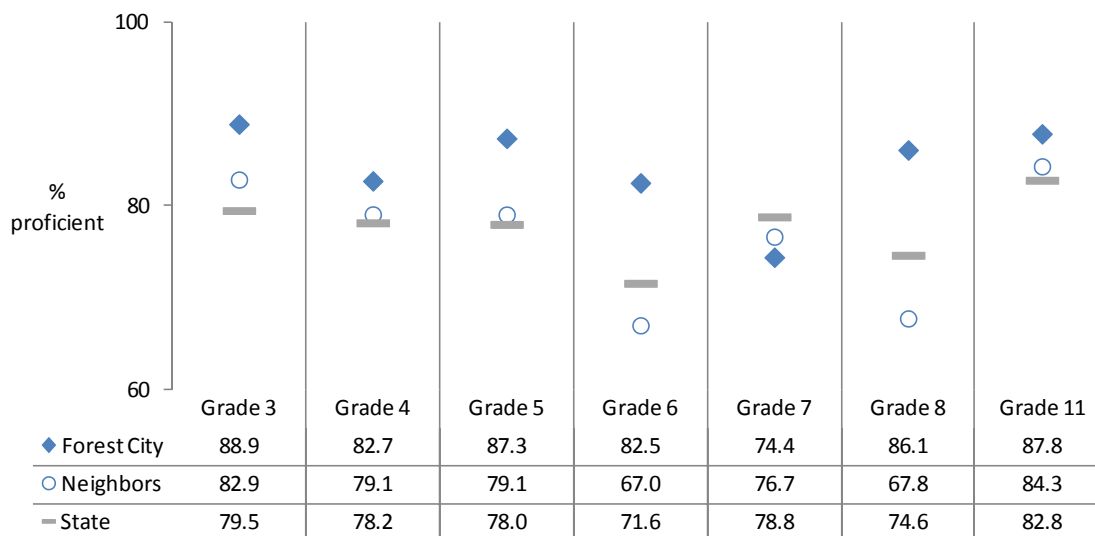 100
%
proficient
80
60
Grade 3 Grade 4 Grade 5 Grade 6 Grade 7 Grade 8 Grade 11
Forest City 88.9 82.7 87.3 82.5 74.4 86.1 87.8
Neighbors 82.9 79.1 79.1 67.0 76.7 67.8 84.3
State 79.5 78.2 78.0 71.6 78.8 74.6 82.8